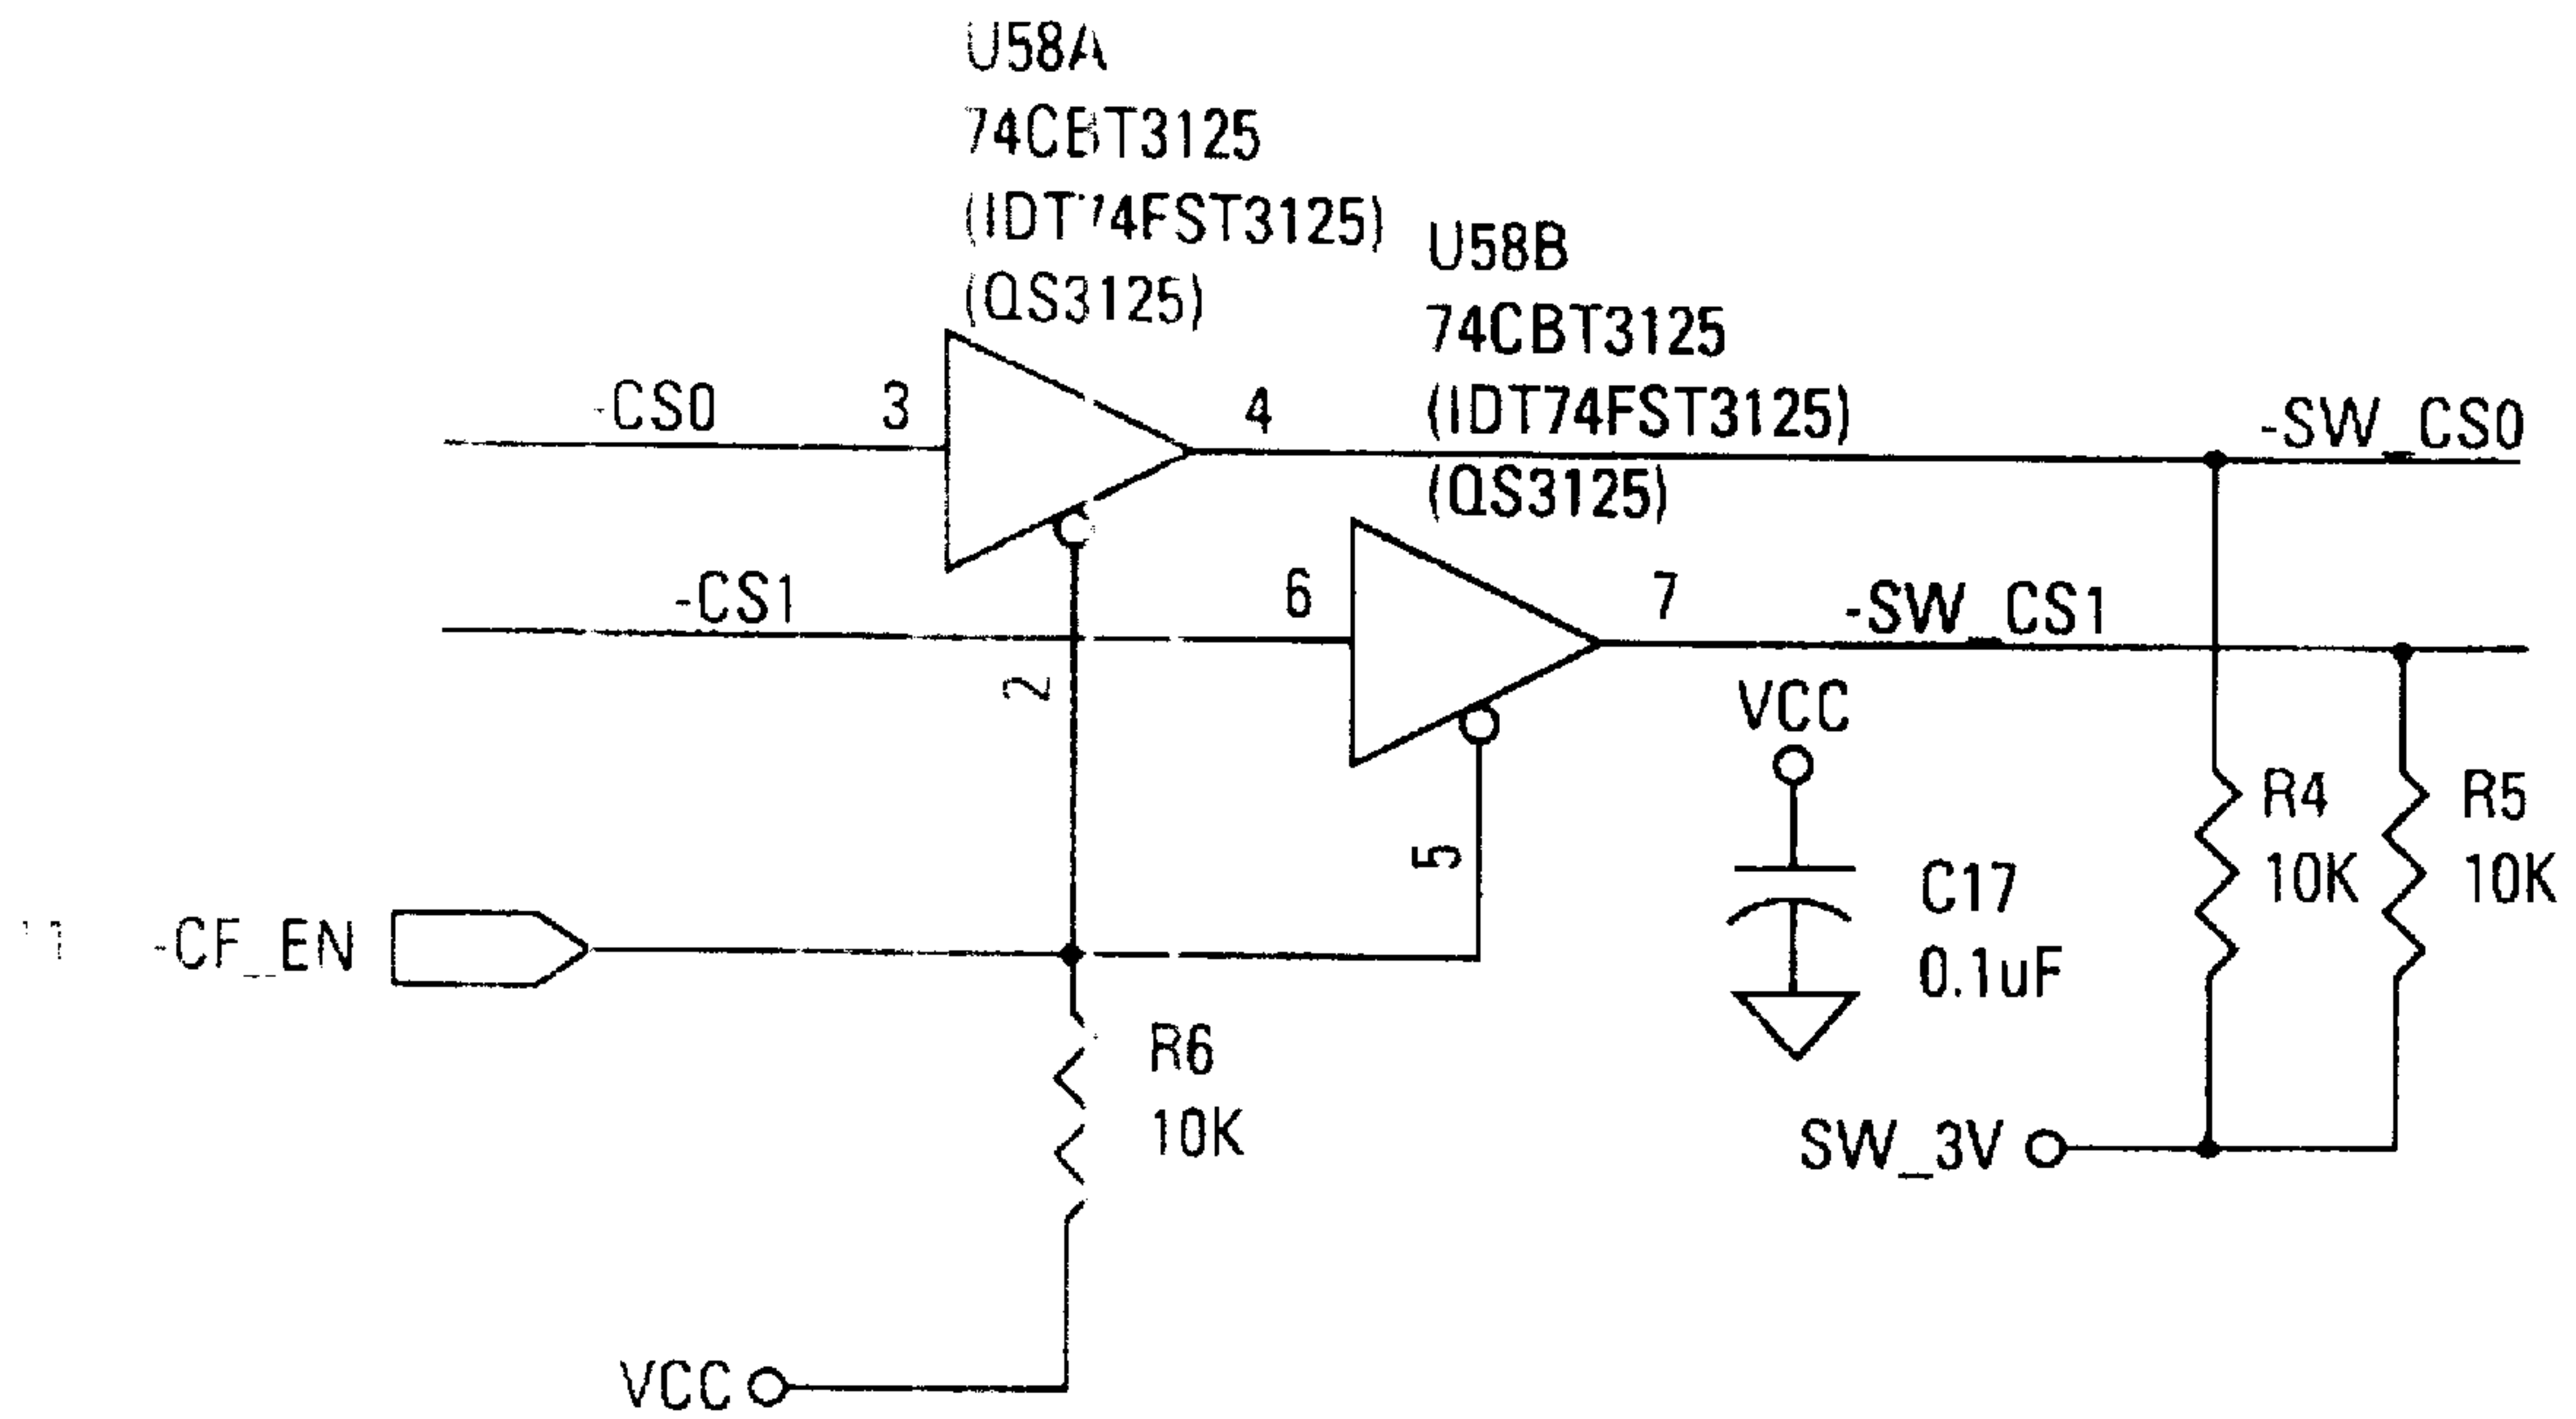 U58A
74CBT3125
(IDT74FST3125)
(QS3125)
U58B
74CBT3125
(IDT74FST3125)
(QS3125)
-CS0
3
4
-SW_CS0
-CS1
6
7
-SW_CS1
2
5
VCC
C17
0.1uF
R4
10K
R5
10K
-CF_EN
R6
10K
SW_3V
VCC